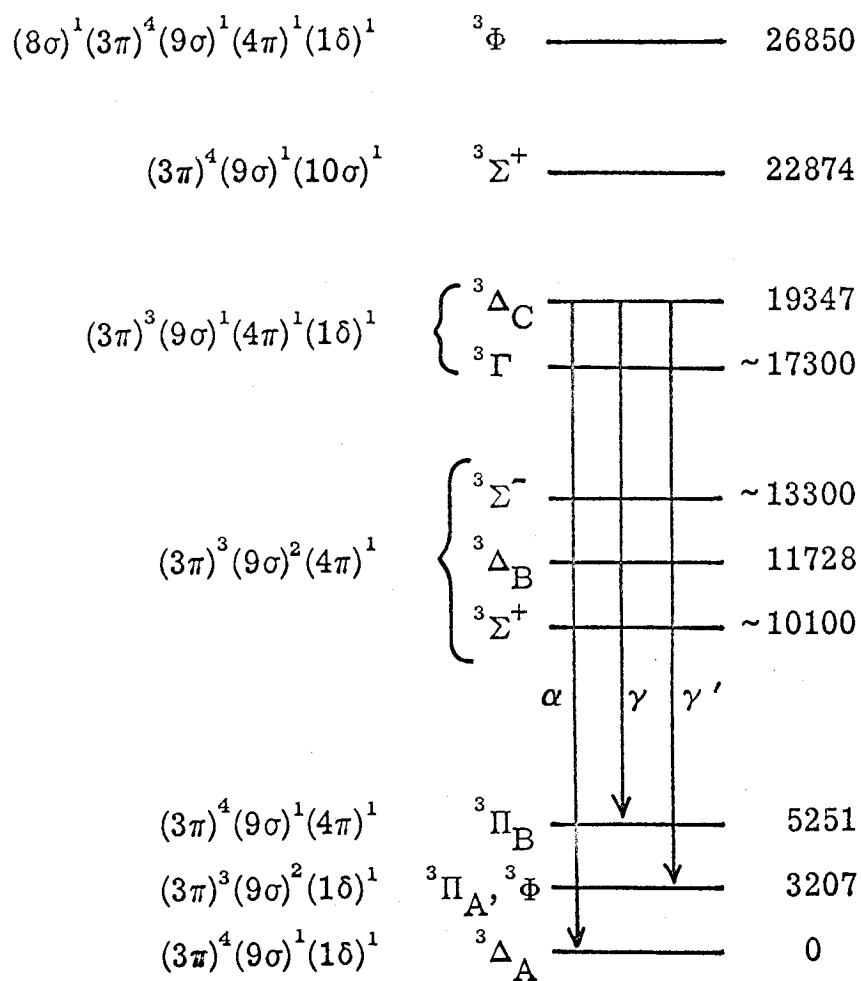 (8σ)¹(3π)⁴(9σ)¹(4π)¹(1δ)¹ ³Φ 26850
(3π)⁴(9σ)¹(10σ)¹ ³Σ⁺ 22874
³Δ_C 19347
(3π)³(9σ)¹(4π)¹(1δ)¹
³Γ ~17300
³Σ⁻ ~13300
(3π)³(9σ)²(4π)¹ ³Δ_B 11728
³Σ⁺ ~10100
α γ γ′
(3π)⁴(9σ)¹(4π)¹ ³Π_B 5251
(3π)³(9σ)²(1δ)¹ ³Π_A, ³Φ 3207
(3π)⁴(9σ)¹(1δ)¹ ³Δ_A 0